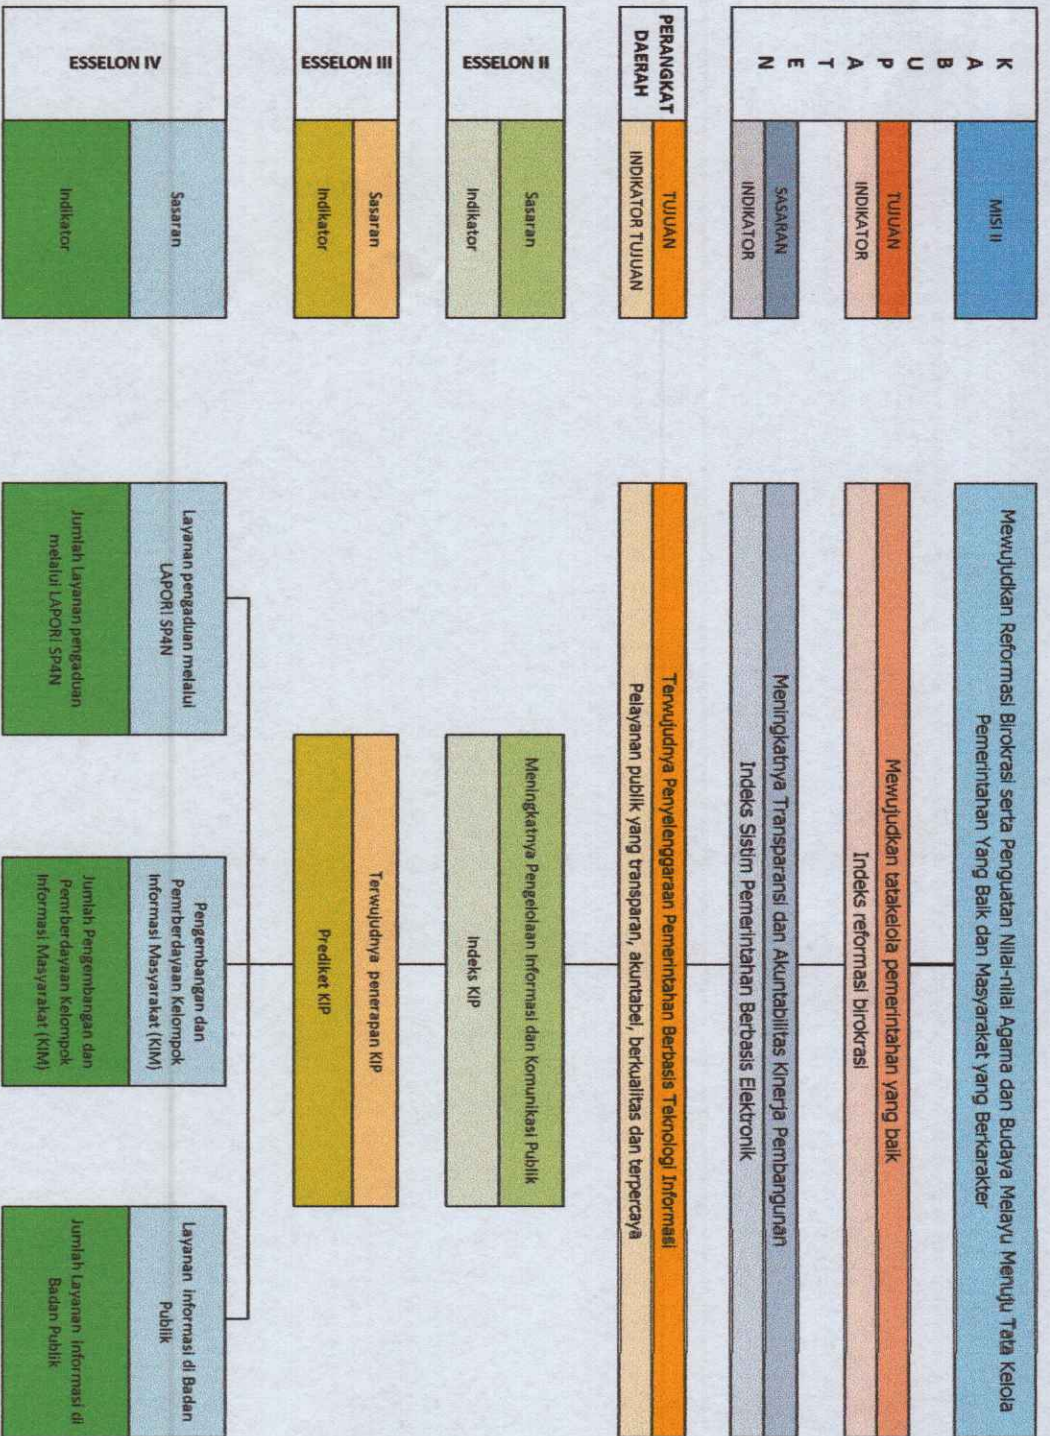 K
A
B
U
P
A
T
E
N
MISI II
Mewujudkan Reformasi Birokrasi serta Penguatan Nilai-nilai Agama dan Budaya Melayu Menuju Tata Kelola
Pemerintahan Yang Baik dan Masyarakat yang Berkarakter
TUJUAN
Mewujudkan tatakelola pemerintahan yang baik
INDIKATOR
Indeks reformasi birokrasi
SASARAN
Meningkatnya Transparansi dan Akuntabilitas Kinerja Pembangunan
INDIKATOR
Indeks Sistim Pemerintahan Berbasis Elektronik
PERANGKAT
DAERAH
TUJUAN
Terwujudnya Penyelenggaraan Pemerintahan Berbasis Teknologi Informasi
INDIKATOR TUJUAN
Pelayanan publik yang transparan, akuntabel, berkualitas dan terpercaya
ESSELON II
Sasaran
Meningkatnya Pengelolaan Informasi dan Komunikasi Publik
Indikator
Indeks KIP
ESSELON III
Sasaran
Terwujudnya penerapan KIP
Indikator
Prediket KIP
ESSELON IV
Sasaran
Layanan pengaduan melalui
LAPOR! SP4N
Pengembangan dan
Pemrberdayaan Kelompok
Informasi Masyarakat (KIM)
Layanan informasi di Badan
Publik
Indikator
Jumlah Layanan pengaduan
melalui LAPOR! SP4N
Jumlah Pengembangan dan
Pemrberdayaan Kelompok
Informasi Masyarakat (KIM)
Jumlah Layanan informasi di
Badan Publik